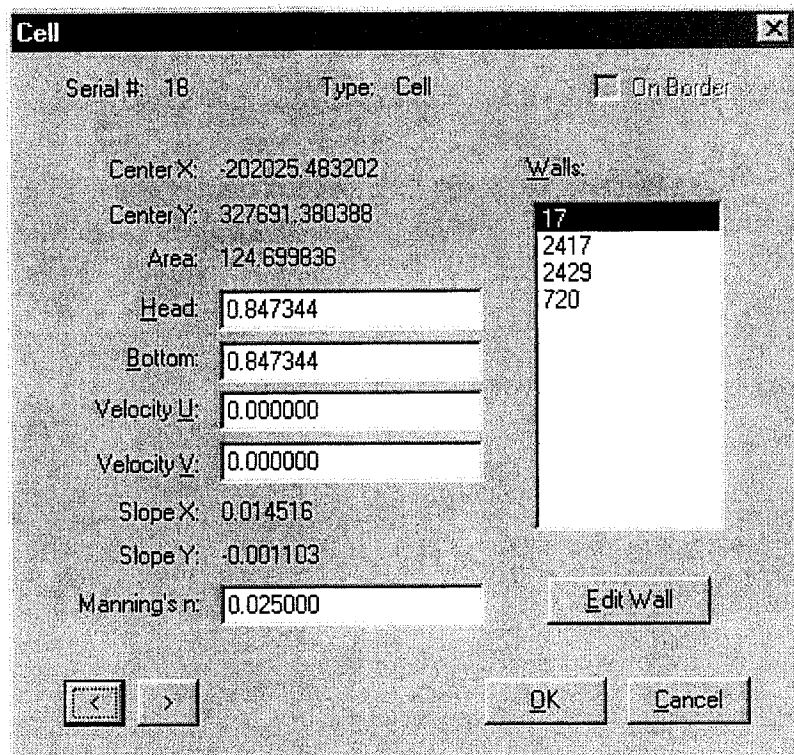 Cell
Serial #: 18 Type: Cell On Border
Center X: -202025.483202
Center Y: 327691.380388
Area: 124.699836
Head: 0.847344
Bottom: 0.847344
Velocity U: 0.000000
Velocity V: 0.000000
Slope X: 0.014516
Slope Y: -0.001103
Manning's n: 0.025000
Walls:
17
2417
2429
720
Edit Wall
< >
OK Cancel